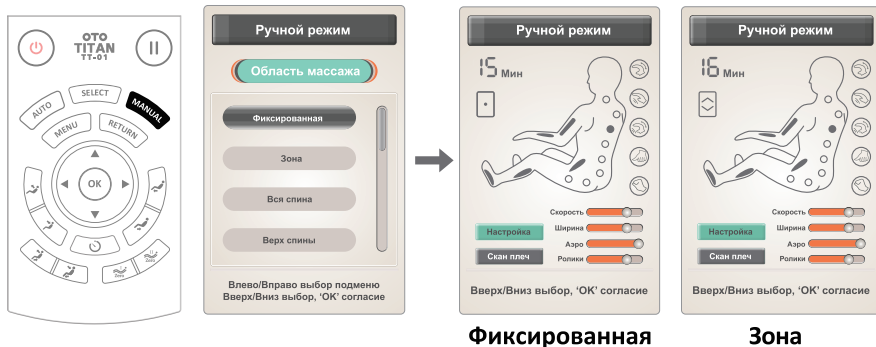 OTO
TITAN
TT-01
AUTO
SELECT
MANUAL
MENU
RETURN
OK
Zero
Zero
Ручной режим
Область массажа
Фиксированная
Зона
Вся спина
Верх спины
Влево/Вправо выбор подменю
Вверх/Вниз выбор, ‘OK’ согласие
Ручной режим
15 Мин
Скорость
Настройка
Ширина
Аэро
Скан плеч
Ролики
Вверх/Вниз выбор, ‘OK’ согласие
Фиксированная
Ручной режим
16 Мин
Скорость
Настройка
Ширина
Аэро
Скан плеч
Ролики
Вверх/Вниз выбор, ‘OK’ согласие
Зона